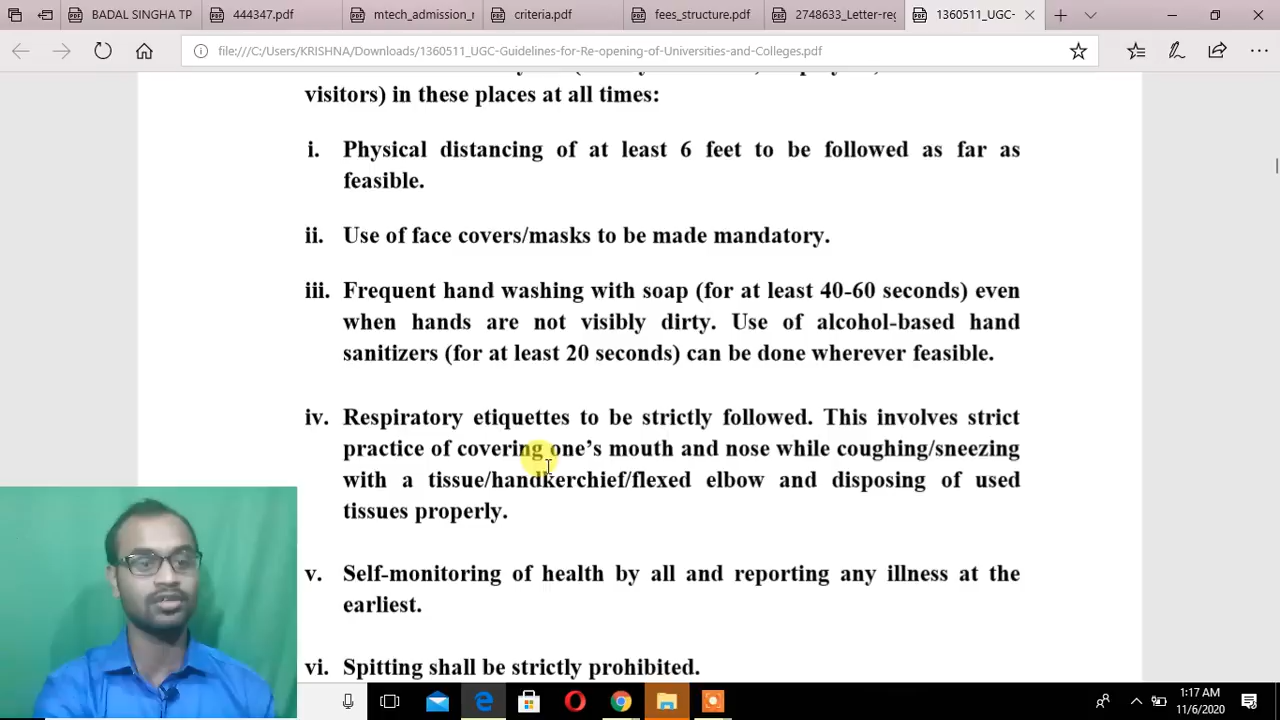 BADAL SINGHA TP
444347.pdf
mtech_admission_r
criteria.pdf
fees_structure.pdf
2748633_Letter-reg
1360511_UGC-
file:///C:/Users/KRISHNA/Downloads/1360511_UGC-Guidelines-for-Re-opening-of-Universities-and-Colleges.pdf
visitors) in these places at all times:
i. Physical distancing of at least 6 feet to be followed as far as
feasible.
ii. Use of face covers/masks to be made mandatory.
iii. Frequent hand washing with soap (for at least 40-60 seconds) even
when hands are not visibly dirty. Use of alcohol-based hand
sanitizers (for at least 20 seconds) can be done wherever feasible.
iv. Respiratory etiquettes to be strictly followed. This involves strict
practice of covering one's mouth and nose while coughing/sneezing
with a tissue/handkerchief/flexed elbow and disposing of used
tissues properly.
v. Self-monitoring of health by all and reporting any illness at the
earliest.
vi. Spitting shall be strictly prohibited.
1:17 AM
11/6/2020